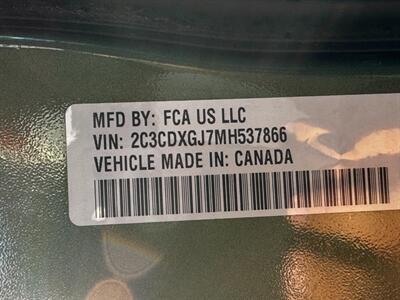 MFD BY: FCA US LLC
VIN: 2C3CDXGJ7MH537866
VEHICLE MADE IN: CANADA